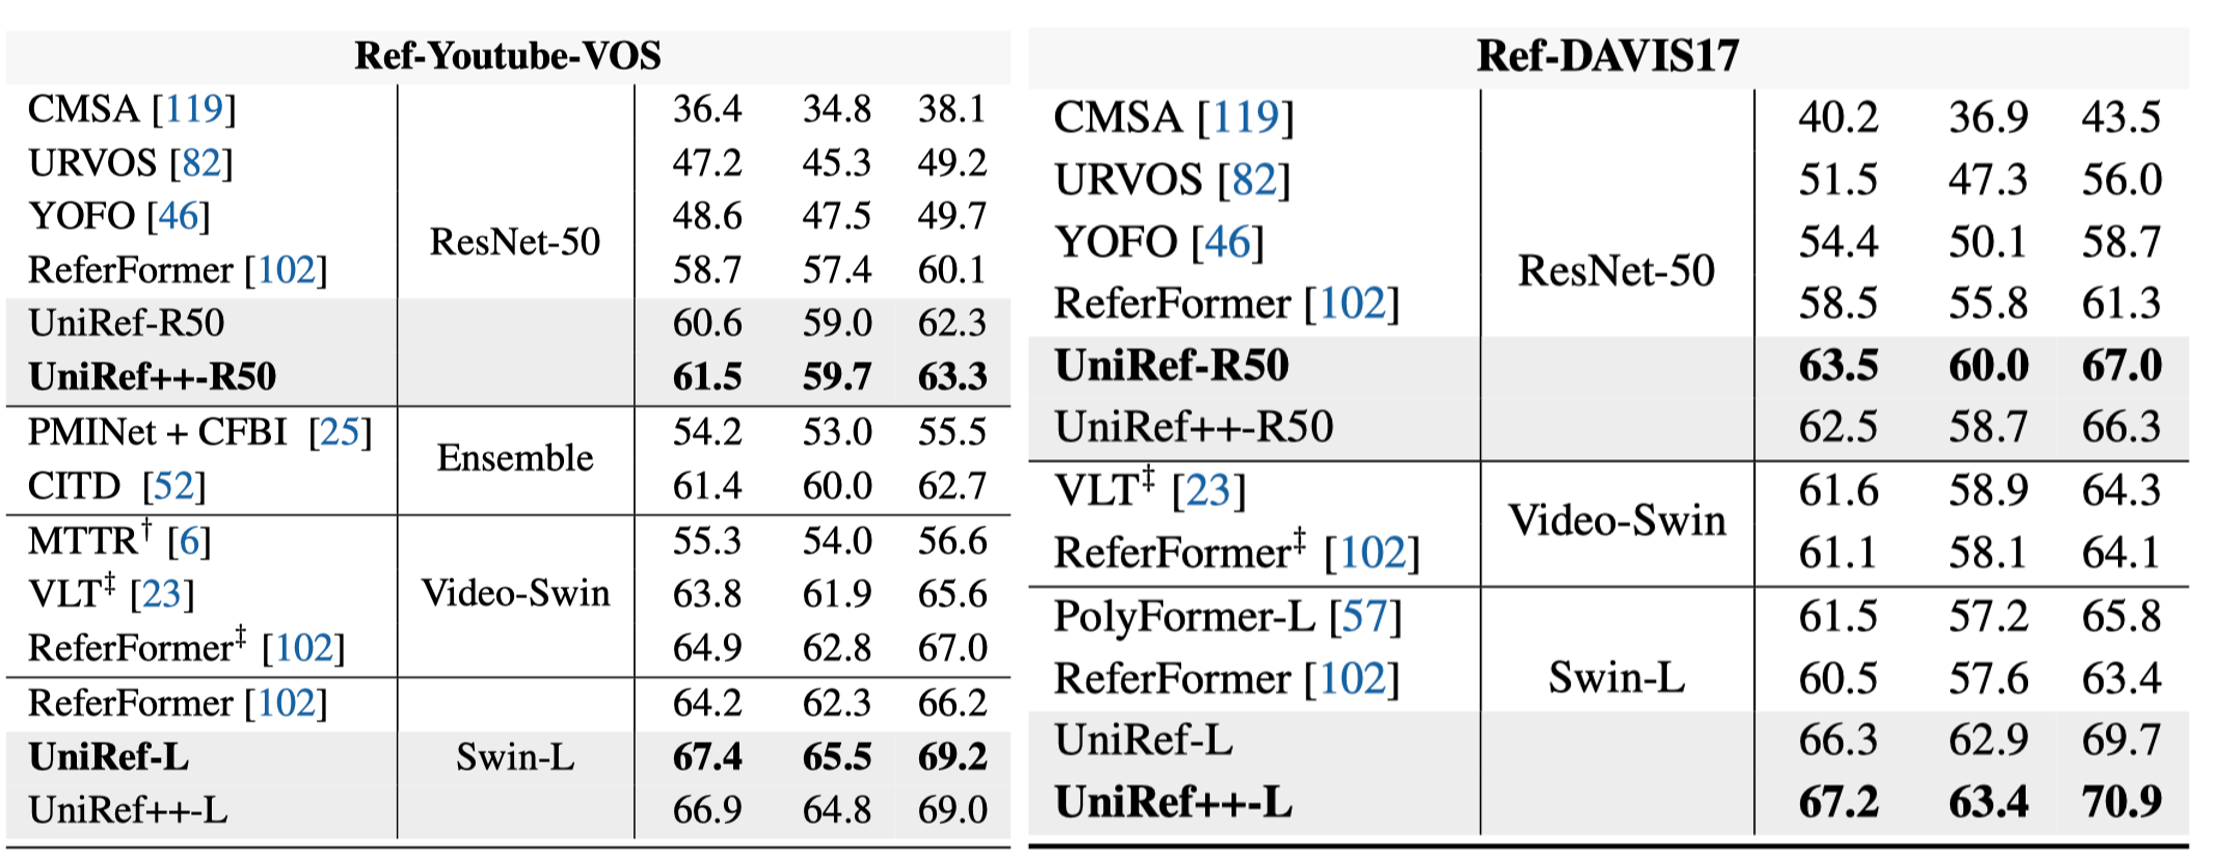 Ref-Youtube-VOS
CMSA [119] 36.4 34.8 38.1
URVOS [82] 47.2 45.3 49.2
YOFO [46] 48.6 47.5 49.7
ResNet-50
ReferFormer [102] 58.7 57.4 60.1
UniRef-R50 60.6 59.0 62.3
UniRef++-R50 61.5 59.7 63.3
PMINet + CFBI [25] 54.2 53.0 55.5
Ensemble
CITD [52] 61.4 60.0 62.7
MTTR† [6] 55.3 54.0 56.6
VLT‡ [23] Video-Swin 63.8 61.9 65.6
ReferFormer‡ [102] 64.9 62.8 67.0
ReferFormer [102] 64.2 62.3 66.2
UniRef-L Swin-L 67.4 65.5 69.2
UniRef++-L 66.9 64.8 69.0
Ref-DAVIS17
CMSA [119] 40.2 36.9 43.5
URVOS [82] 51.5 47.3 56.0
YOFO [46] 54.4 50.1 58.7
ResNet-50
ReferFormer [102] 58.5 55.8 61.3
UniRef-R50 63.5 60.0 67.0
UniRef++-R50 62.5 58.7 66.3
VLT‡ [23] 61.6 58.9 64.3
Video-Swin
ReferFormer‡ [102] 61.1 58.1 64.1
PolyFormer-L [57] 61.5 57.2 65.8
ReferFormer [102] Swin-L 60.5 57.6 63.4
UniRef-L 66.3 62.9 69.7
UniRef++-L 67.2 63.4 70.9